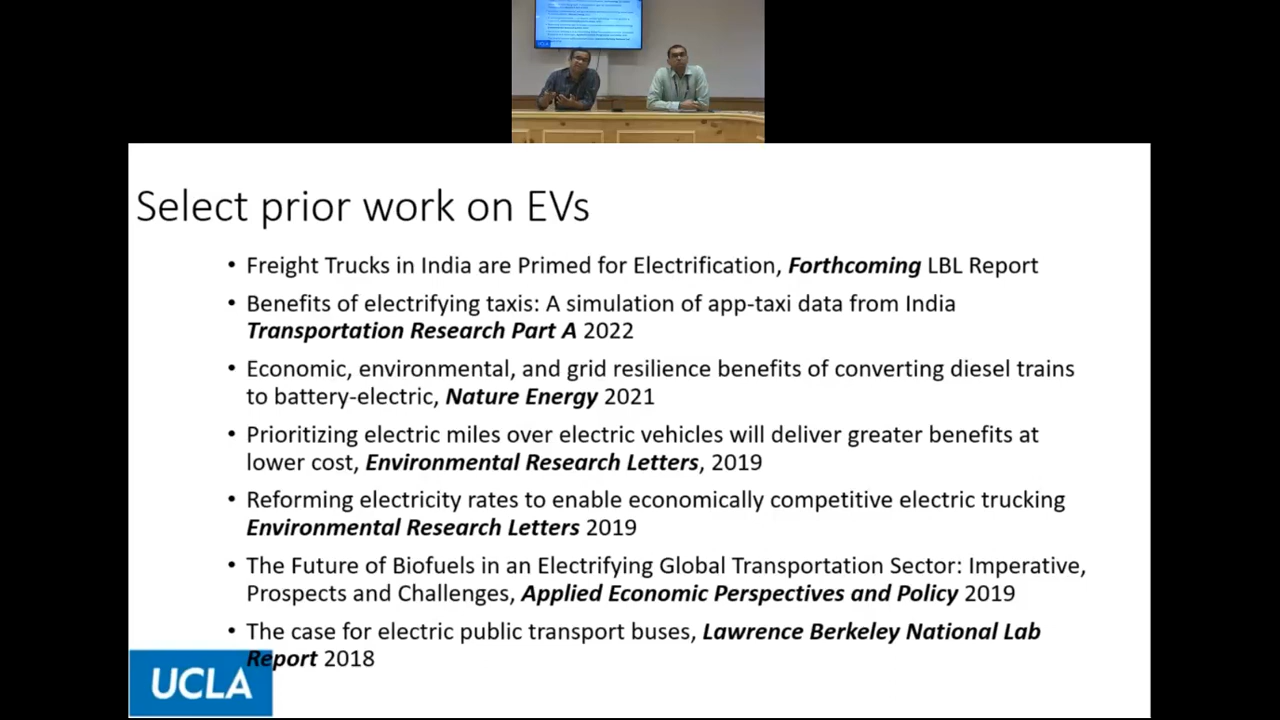 Select prior work on EVs
• Freight Trucks in India are Primed for Electrification, Forthcoming LBL Report
• Benefits of electrifying taxis: A simulation of app-taxi data from India
Transportation Research Part A 2022
• Economic, environmental, and grid resilience benefits of converting diesel trains
to battery-electric, Nature Energy 2021
• Prioritizing electric miles over electric vehicles will deliver greater benefits at
lower cost, Environmental Research Letters, 2019
• Reforming electricity rates to enable economically competitive electric trucking
Environmental Research Letters 2019
• The Future of Biofuels in an Electrifying Global Transportation Sector: Imperative,
Prospects and Challenges, Applied Economic Perspectives and Policy 2019
• The case for electric public transport buses, Lawrence Berkeley National Lab
Report 2018
UCLA